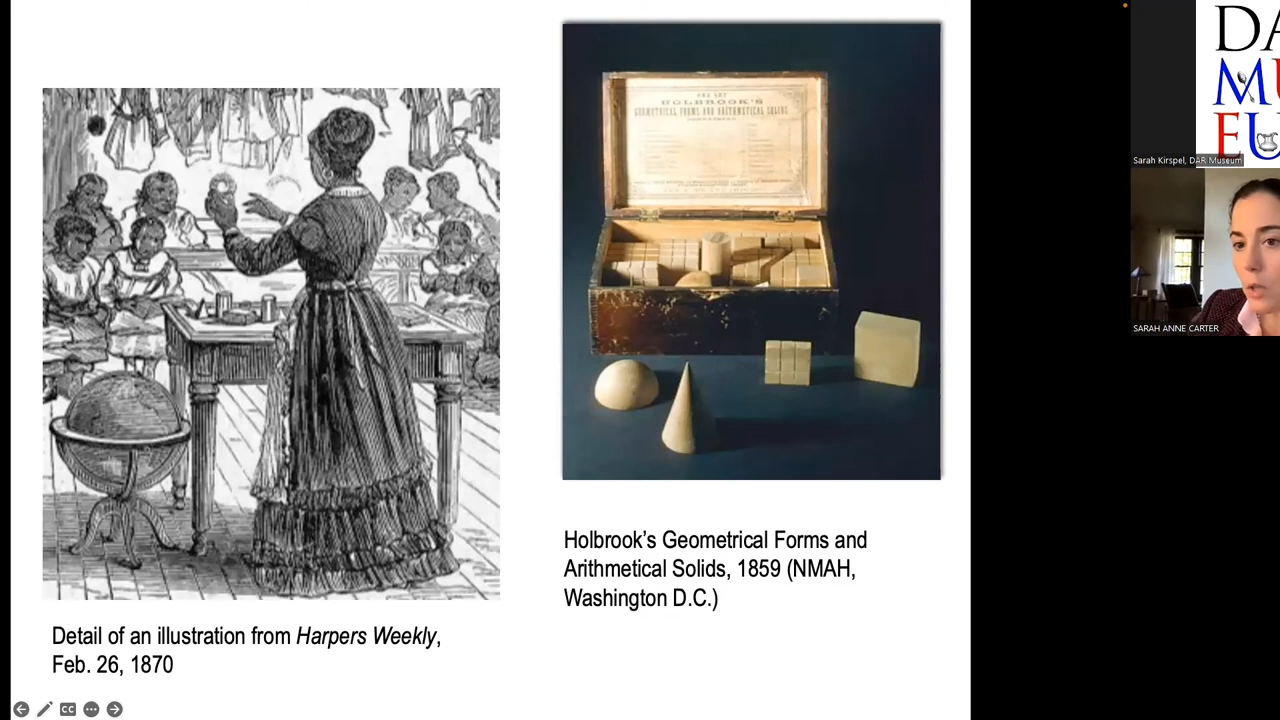 HOLBROOK'S
GEOMETRICAL FORMS AND ARITHMETICAL SOLIDS
Holbrook's Geometrical Forms and
Arithmetical Solids, 1859 (NMAH,
Washington D.C.)
Detail of an illustration from Harpers Weekly,
Feb. 26, 1870
CC
DA
MU
EU
Sarah Kirspel, DAR Museum
SARAH ANNE CARTER